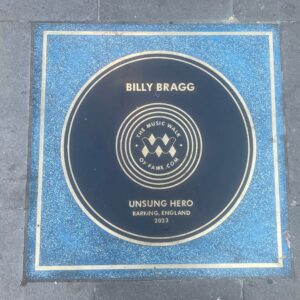 BILLY BRAGG
THE MUSIC WALK
OF FAME.COM
UNSUNG HERO
BARKING, ENGLAND
2023